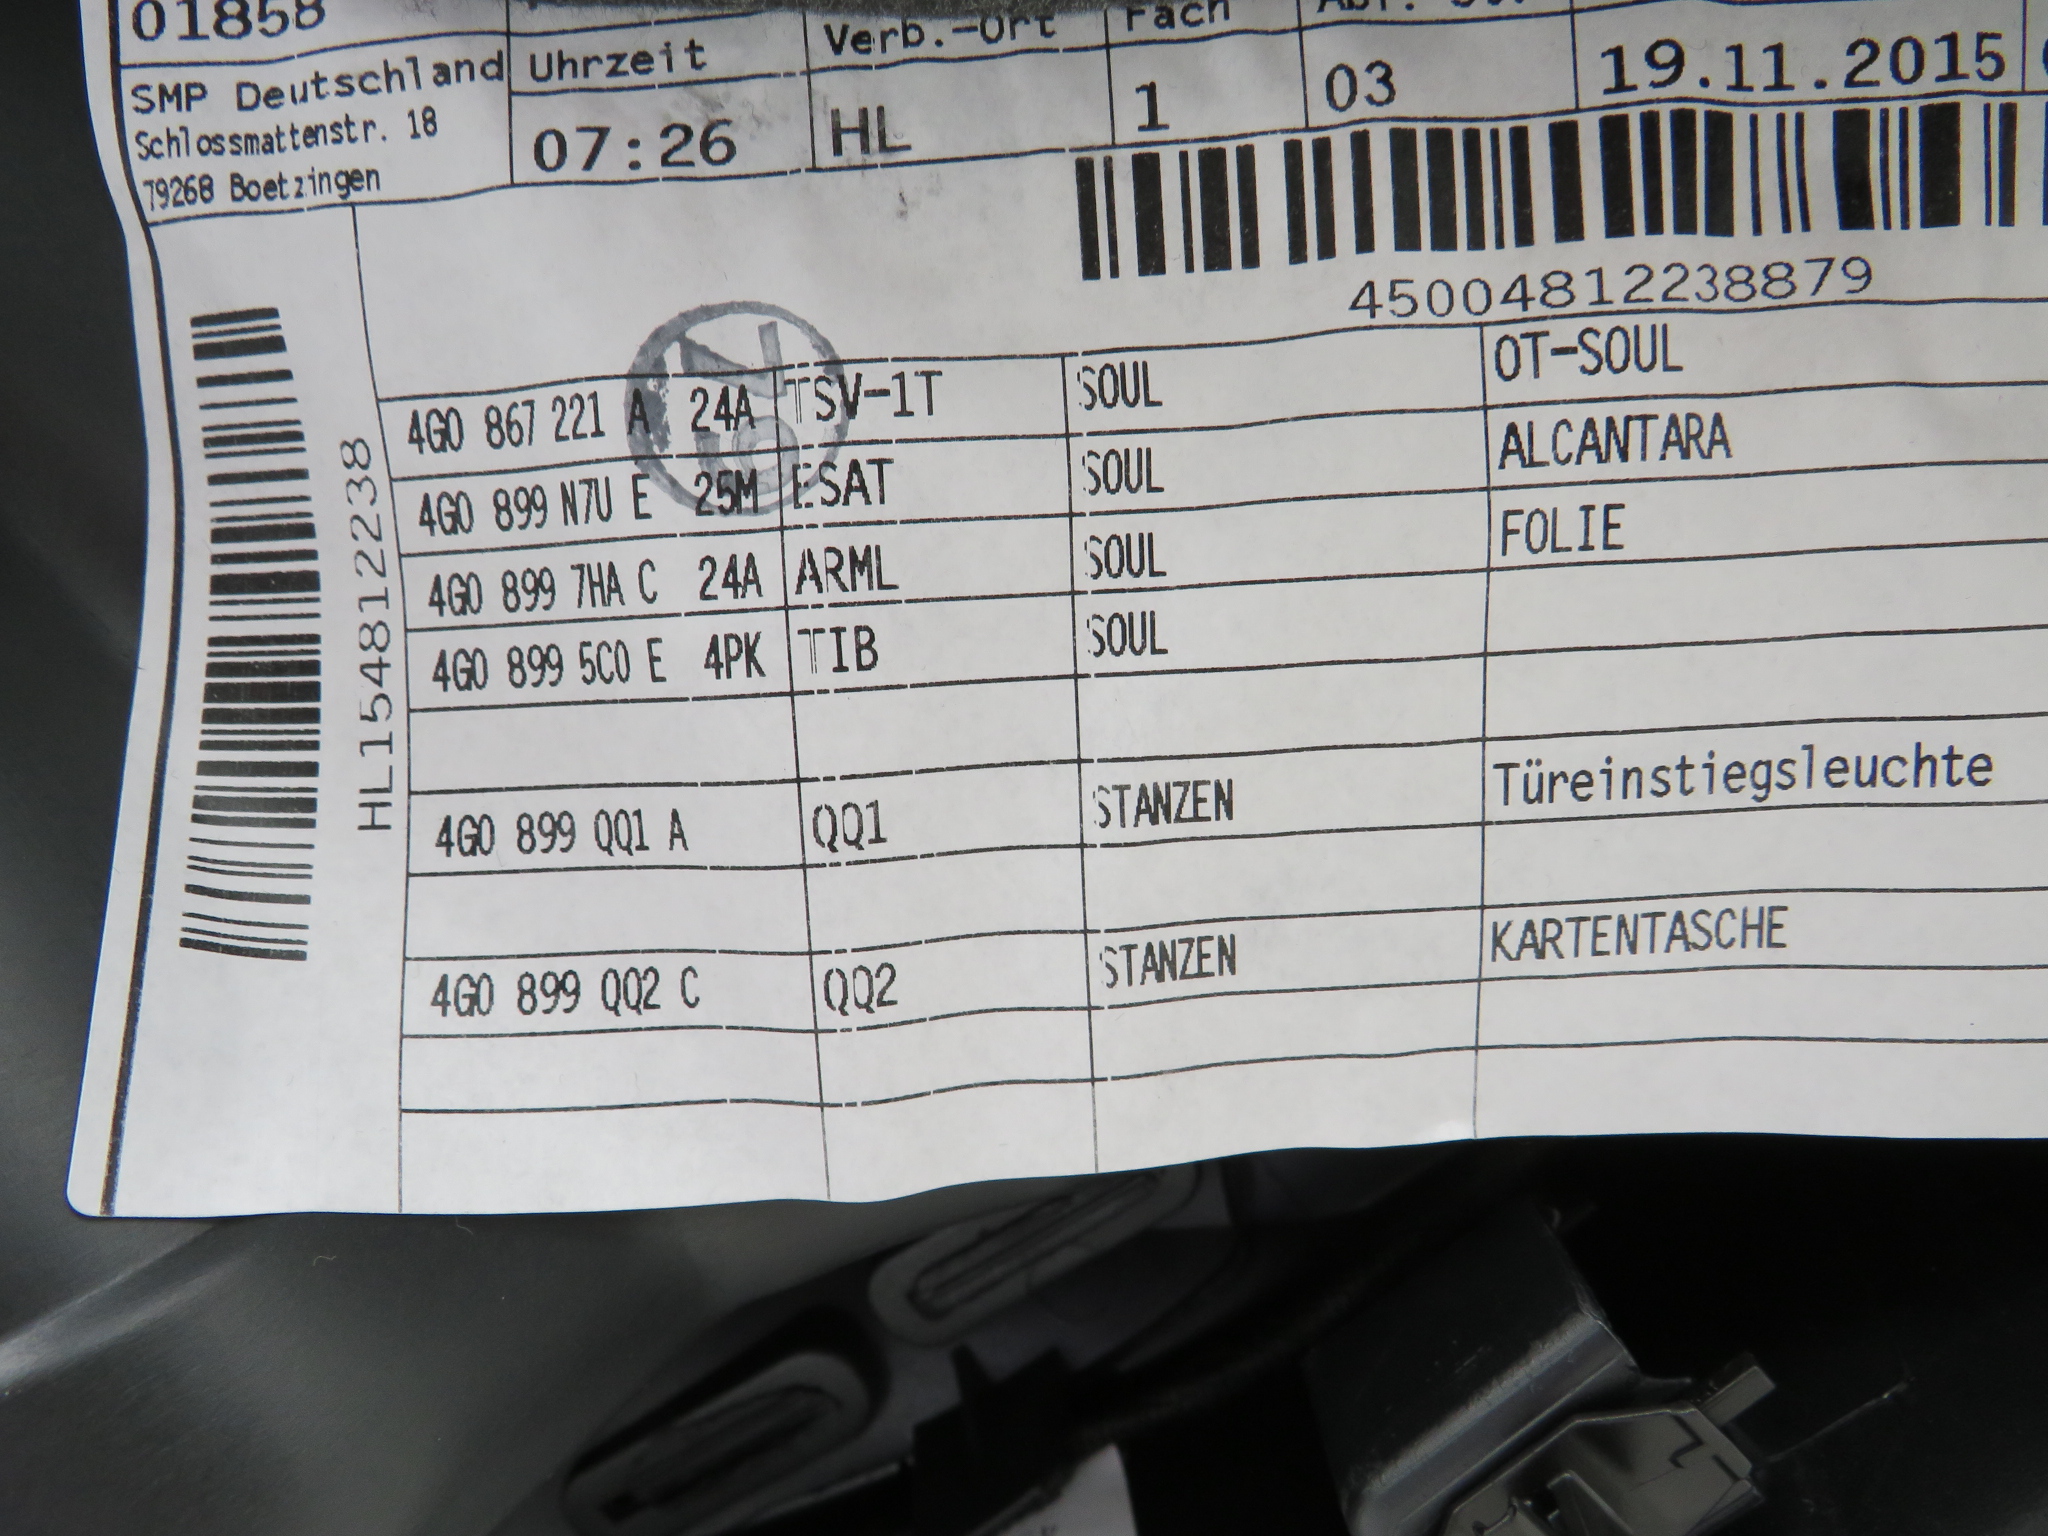 01858
SMP Deutschland
Schlossmattenstr. 18
79268 Boetzingen
Uhrzeit
07:26
Verb.-Ort
HL
Fach
1
03
19.11.2015
45004812238879
HL154812238
4G0 867 221 A 24A TSV-1T SOUL OT-SOUL
4G0 899 N7U E 25M ESAT SOUL ALCANTARA
4G0 899 7HA C 24A ARML SOUL FOLIE
4G0 899 5C0 E 4PK TIB SOUL
4G0 899 QQ1 A QQ1 STANZEN Türeinstiegsleuchte
4G0 899 QQ2 C QQ2 STANZEN KARTENTASCHE